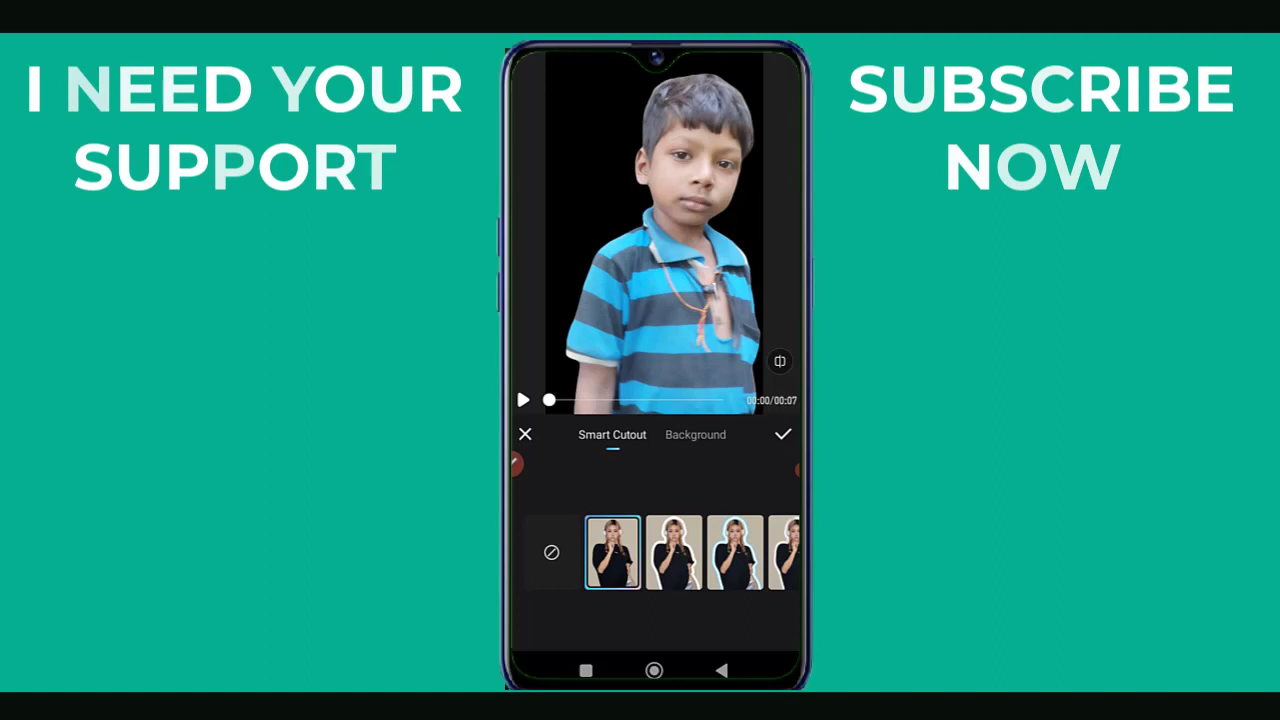 I NEED YOUR
SUPPORT
SUBSCRIBE
NOW
00:00/00:07
Smart Cutout
Background